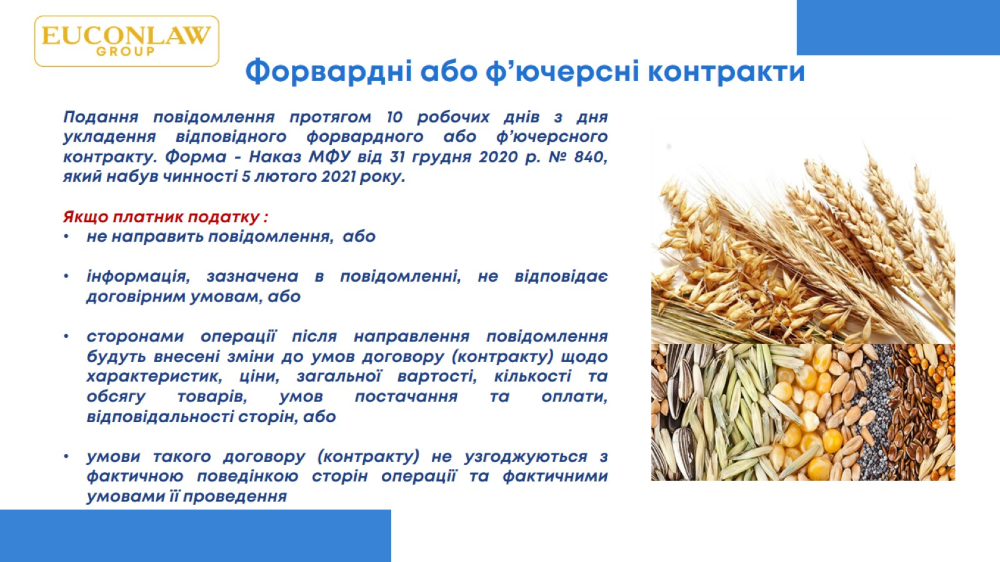 EUCONLAW
GROUP
Форвардні або ф’ючерсні контракти
Подання повідомлення протягом 10 робочих днів з дня
укладення відповідного форвардного або ф’ючерсного
контракту. Форма - Наказ МФУ від 31 грудня 2020 р. № 840,
який набув чинності 5 лютого 2021 року.
Якщо платник податку :
• не направить повідомлення, або
• інформація, зазначена в повідомленні, не відповідає
договірним умовам, або
• сторонами операції після направлення повідомлення
будуть внесені зміни до умов договору (контракту) щодо
характеристик, ціни, загальної вартості, кількості та
обсягу товарів, умов постачання та оплати,
відповідальності сторін, або
• умови такого договору (контракту) не узгоджуються з
фактичною поведінкою сторін операції та фактичними
умовами її проведення